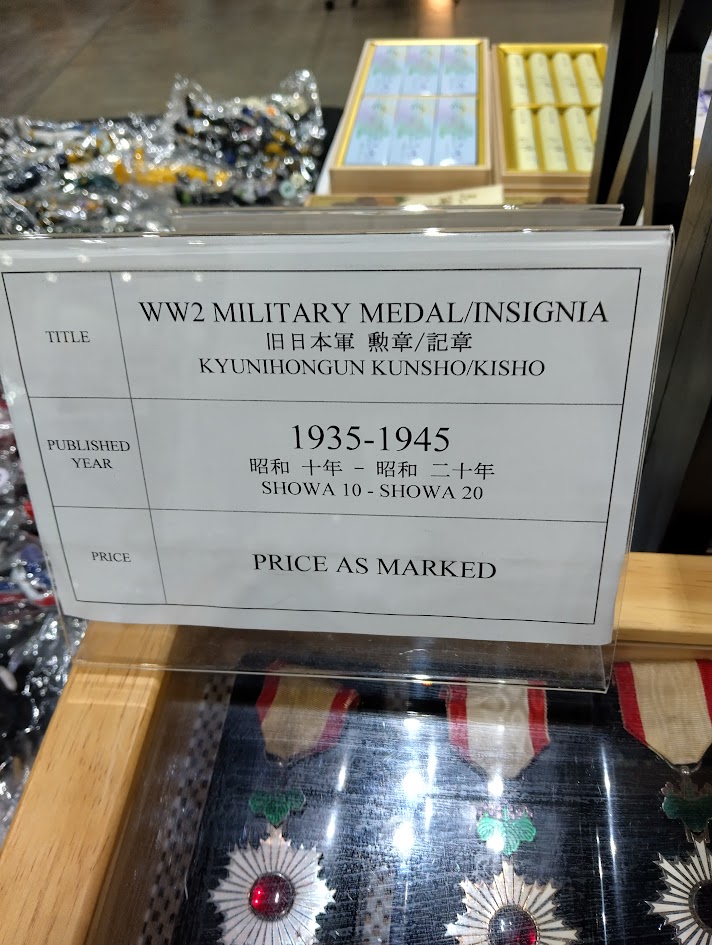 TITLE
WW2 MILITARY MEDAL/INSIGNIA
旧日本軍 勲章/記章
KYUNIHONGUN KUNSHO/KISHO
PUBLISHED
YEAR
1935-1945
昭和 十年 - 昭和 二十年
SHOWA 10 - SHOWA 20
PRICE
PRICE AS MARKED